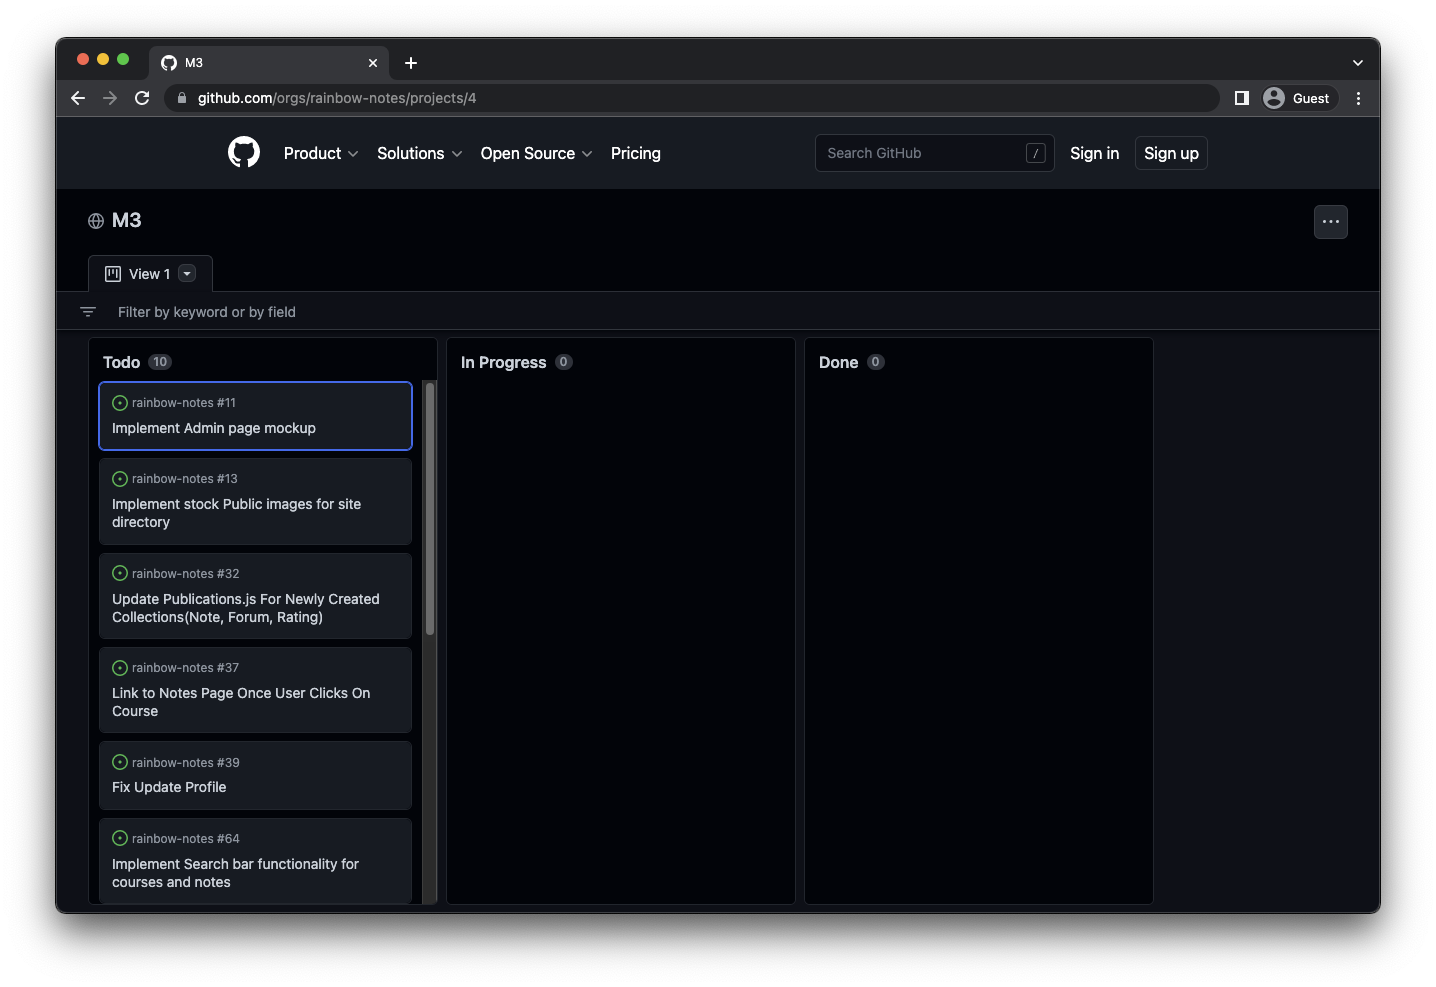 M3
github.com/orgs/rainbow-notes/projects/4
Guest
Product
Solutions
Open Source
Pricing
Search GitHub
/
Sign in
Sign up
M3
View 1
Filter by keyword or by field
Todo 10
rainbow-notes #11
Implement Admin page mockup
rainbow-notes #13
Implement stock Public images for site
directory
rainbow-notes #32
Update Publications.js For Newly Created
Collections(Note, Forum, Rating)
rainbow-notes #37
Link to Notes Page Once User Clicks On
Course
rainbow-notes #39
Fix Update Profile
rainbow-notes #64
Implement Search bar functionality for
courses and notes
In Progress 0
Done 0